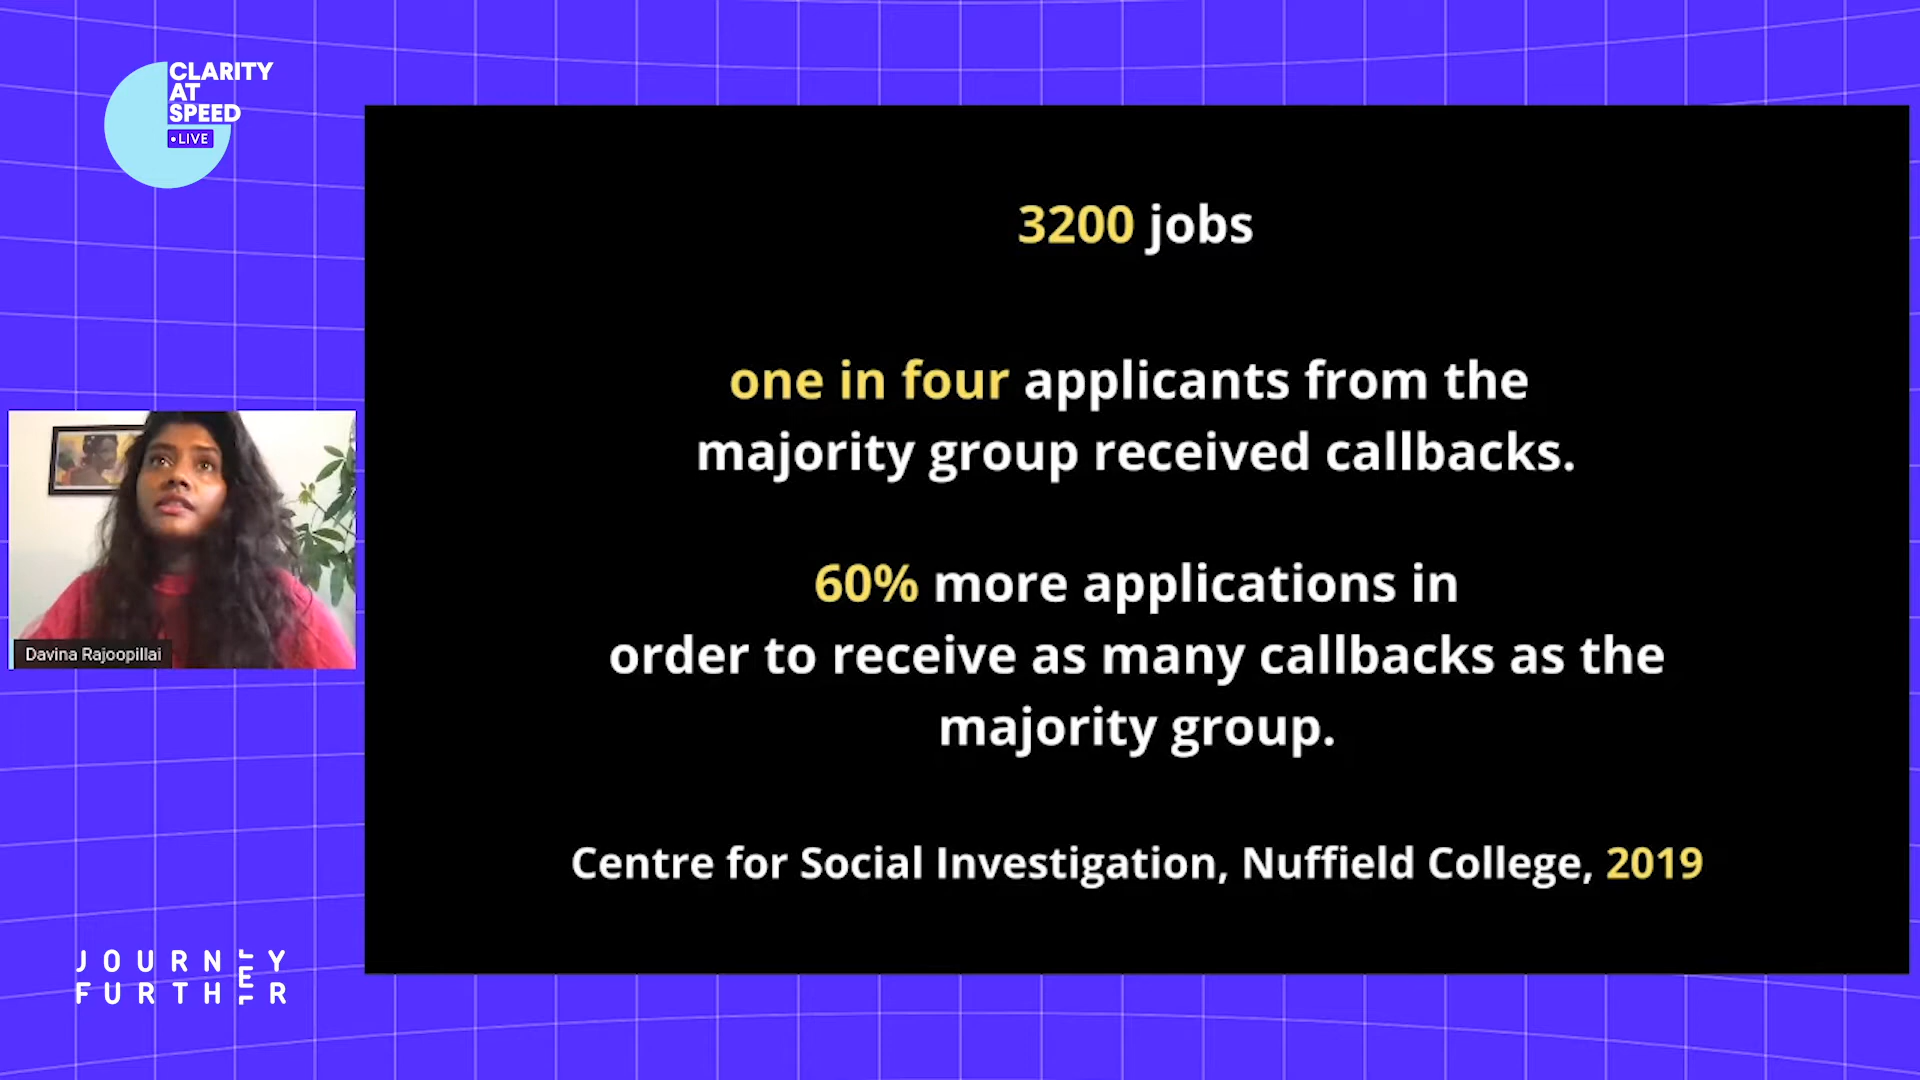 CLARITY
AT
SPEED
•LIVE
3200 jobs
one in four applicants from the
majority group received callbacks.
60% more applications in
order to receive as many callbacks as the
majority group.
Centre for Social Investigation, Nuffield College, 2019
Davina Rajoopillai
JOURNEY
FURTHER